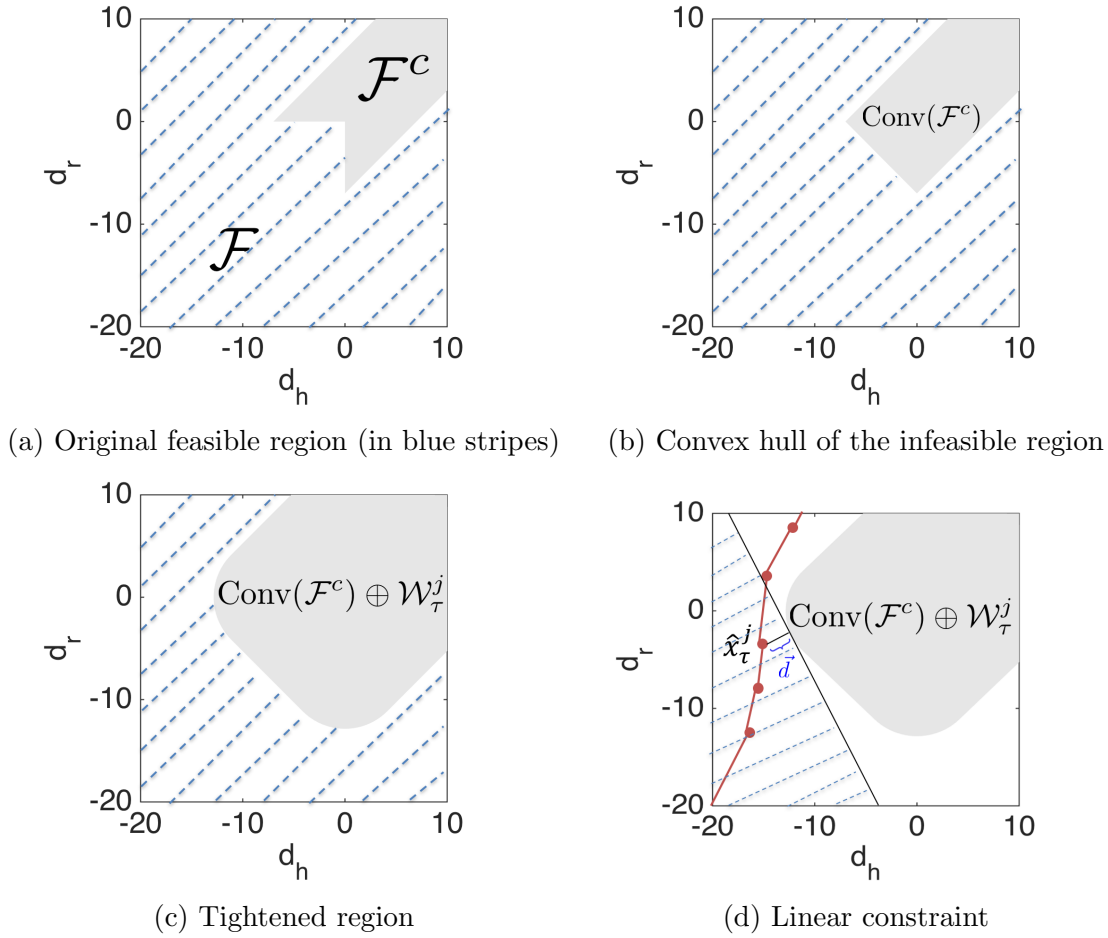 10
0
-10
-20
-20
-10
0
10
d_r
d_h
ℱ^c
ℱ
(a) Original feasible region (in blue stripes)
10
0
-10
-20
-20
-10
0
10
d_r
d_h
Conv(ℱ^c)
(b) Convex hull of the infeasible region
10
0
-10
-20
-20
-10
0
10
d_r
d_h
Conv(ℱ^c) ⊕ 𝒲_τ^j
(c) Tightened region
10
0
-10
-20
-20
-10
0
10
d_r
d_h
Conv(ℱ^c) ⊕ 𝒲_τ^j
x̂_τ^j
d⃗
(d) Linear constraint